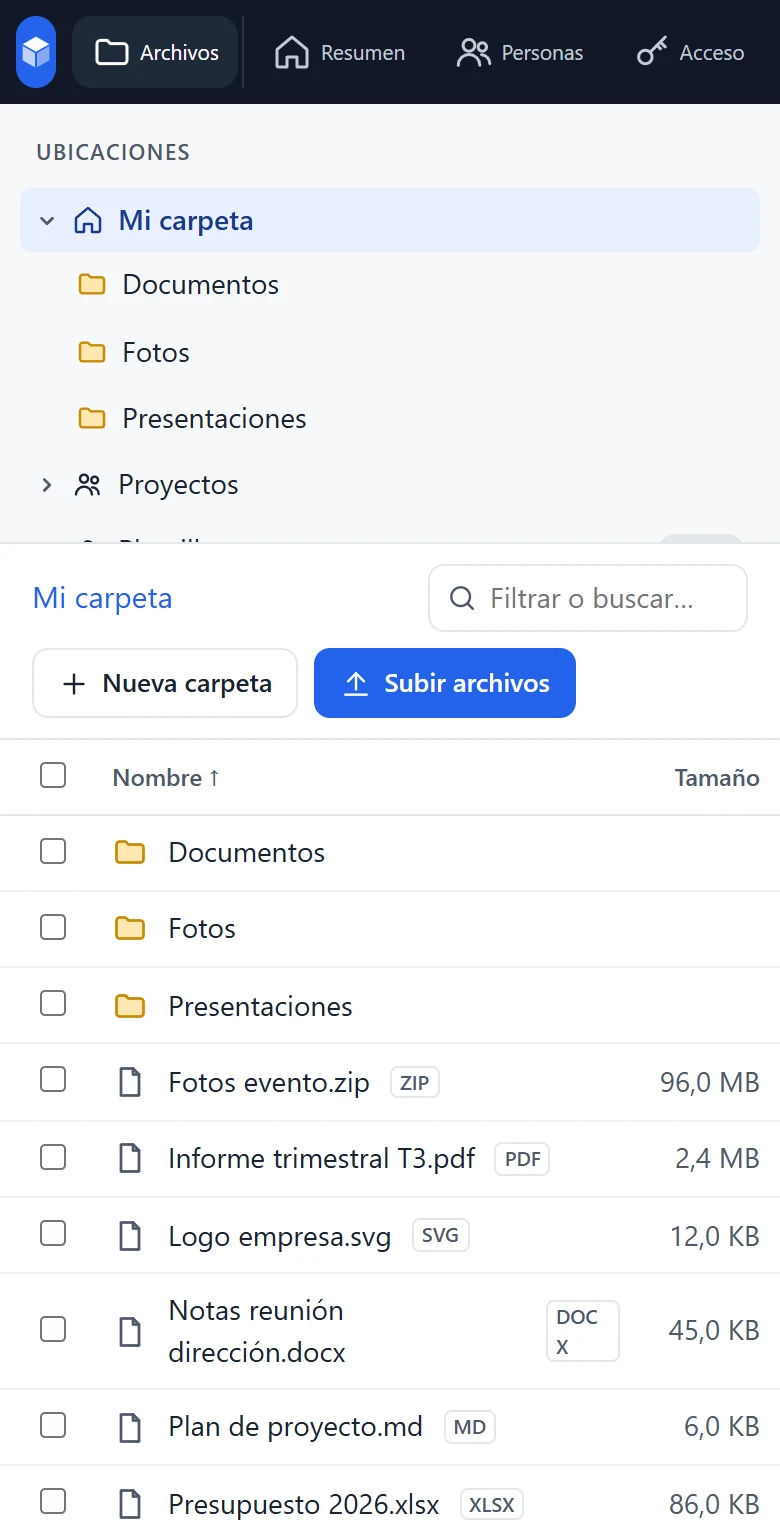 Archivos
Resumen
Personas
Acceso
UBICACIONES
Mi carpeta
Documentos
Fotos
Presentaciones
Proyectos
Mi carpeta
Filtrar o buscar...
Nueva carpeta
Subir archivos
Nombre ↑ Tamaño
Documentos
Fotos
Presentaciones
Fotos evento.zip ZIP 96,0 MB
Informe trimestral T3.pdf PDF 2,4 MB
Logo empresa.svg SVG 12,0 KB
Notas reunión
dirección.docx
DOC
X
45,0 KB
Plan de proyecto.md MD 6,0 KB
Presupuesto 2026.xlsx XLSX 86,0 KB